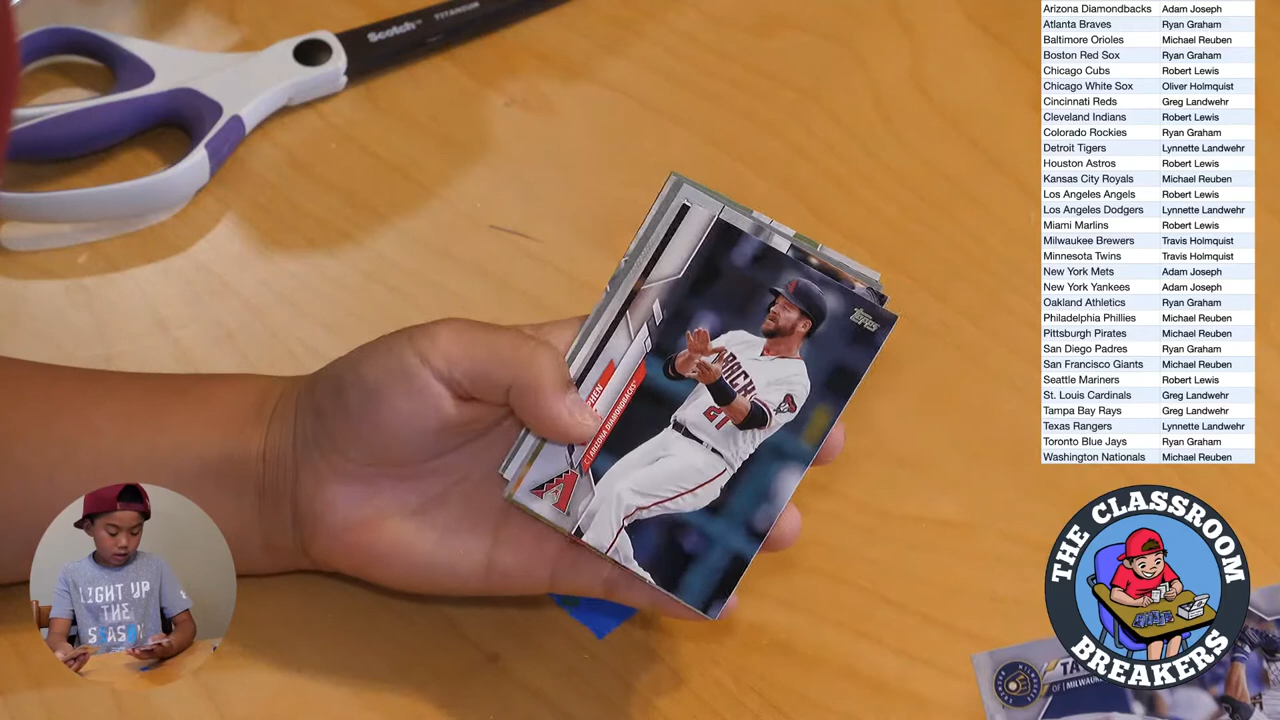 Scotch™ TITANIUM
Arizona Diamondbacks Adam Joseph
Atlanta Braves Ryan Graham
Baltimore Orioles Michael Reuben
Boston Red Sox Ryan Graham
Chicago Cubs Robert Lewis
Chicago White Sox Oliver Holmquist
Cincinnati Reds Greg Landwehr
Cleveland Indians Robert Lewis
Colorado Rockies Ryan Graham
Detroit Tigers Lynnette Landwehr
Houston Astros Robert Lewis
Kansas City Royals Michael Reuben
Los Angeles Angels Robert Lewis
Los Angeles Dodgers Lynnette Landwehr
Miami Marlins Robert Lewis
Milwaukee Brewers Travis Holmquist
Minnesota Twins Travis Holmquist
New York Mets Adam Joseph
New York Yankees Adam Joseph
Oakland Athletics Ryan Graham
Philadelphia Phillies Michael Reuben
Pittsburgh Pirates Michael Reuben
San Diego Padres Ryan Graham
San Francisco Giants Michael Reuben
Seattle Mariners Robert Lewis
St. Louis Cardinals Greg Landwehr
Tampa Bay Rays Greg Landwehr
Texas Rangers Lynnette Landwehr
Toronto Blue Jays Ryan Graham
Washington Nationals Michael Reuben
Topps
21
C | ARIZONA DIAMONDBACKS®
LIGHT UP
THE
SEASON
THE CLASSROOM
BREAKERS
OF | MILWAU